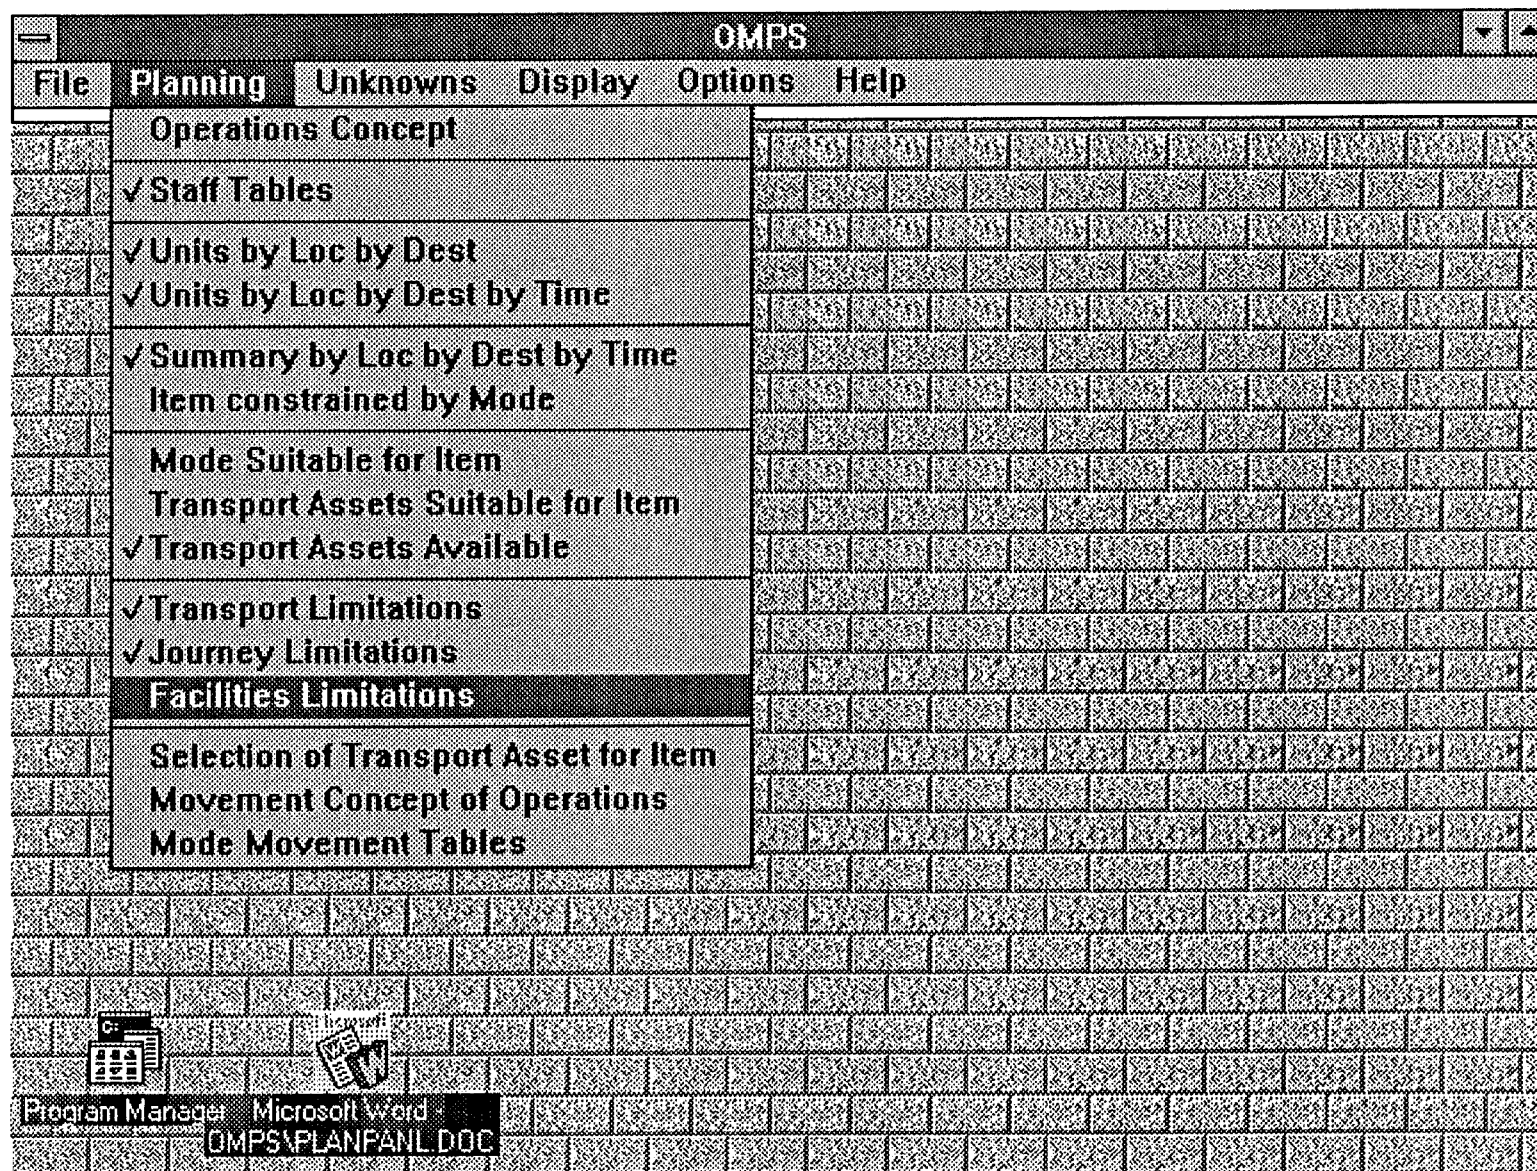 OMPS
File Planning Unknowns Display Options Help
Operations Concept
✓Staff Tables
✓Units by Loc by Dest
✓Units by Loc by Dest by Time
✓Summary by Loc by Dest by Time
Item constrained by Mode
Mode Suitable for Item
Transport Assets Suitable for Item
✓Transport Assets Available
✓Transport Limitations
✓Journey Limitations
Facilities Limitations
Selection of Transport Asset for Item
Movement Concept of Operations
Mode Movement Tables
C:
Program Manager
Microsoft Word -
OMPS\PLANPANL.DOC